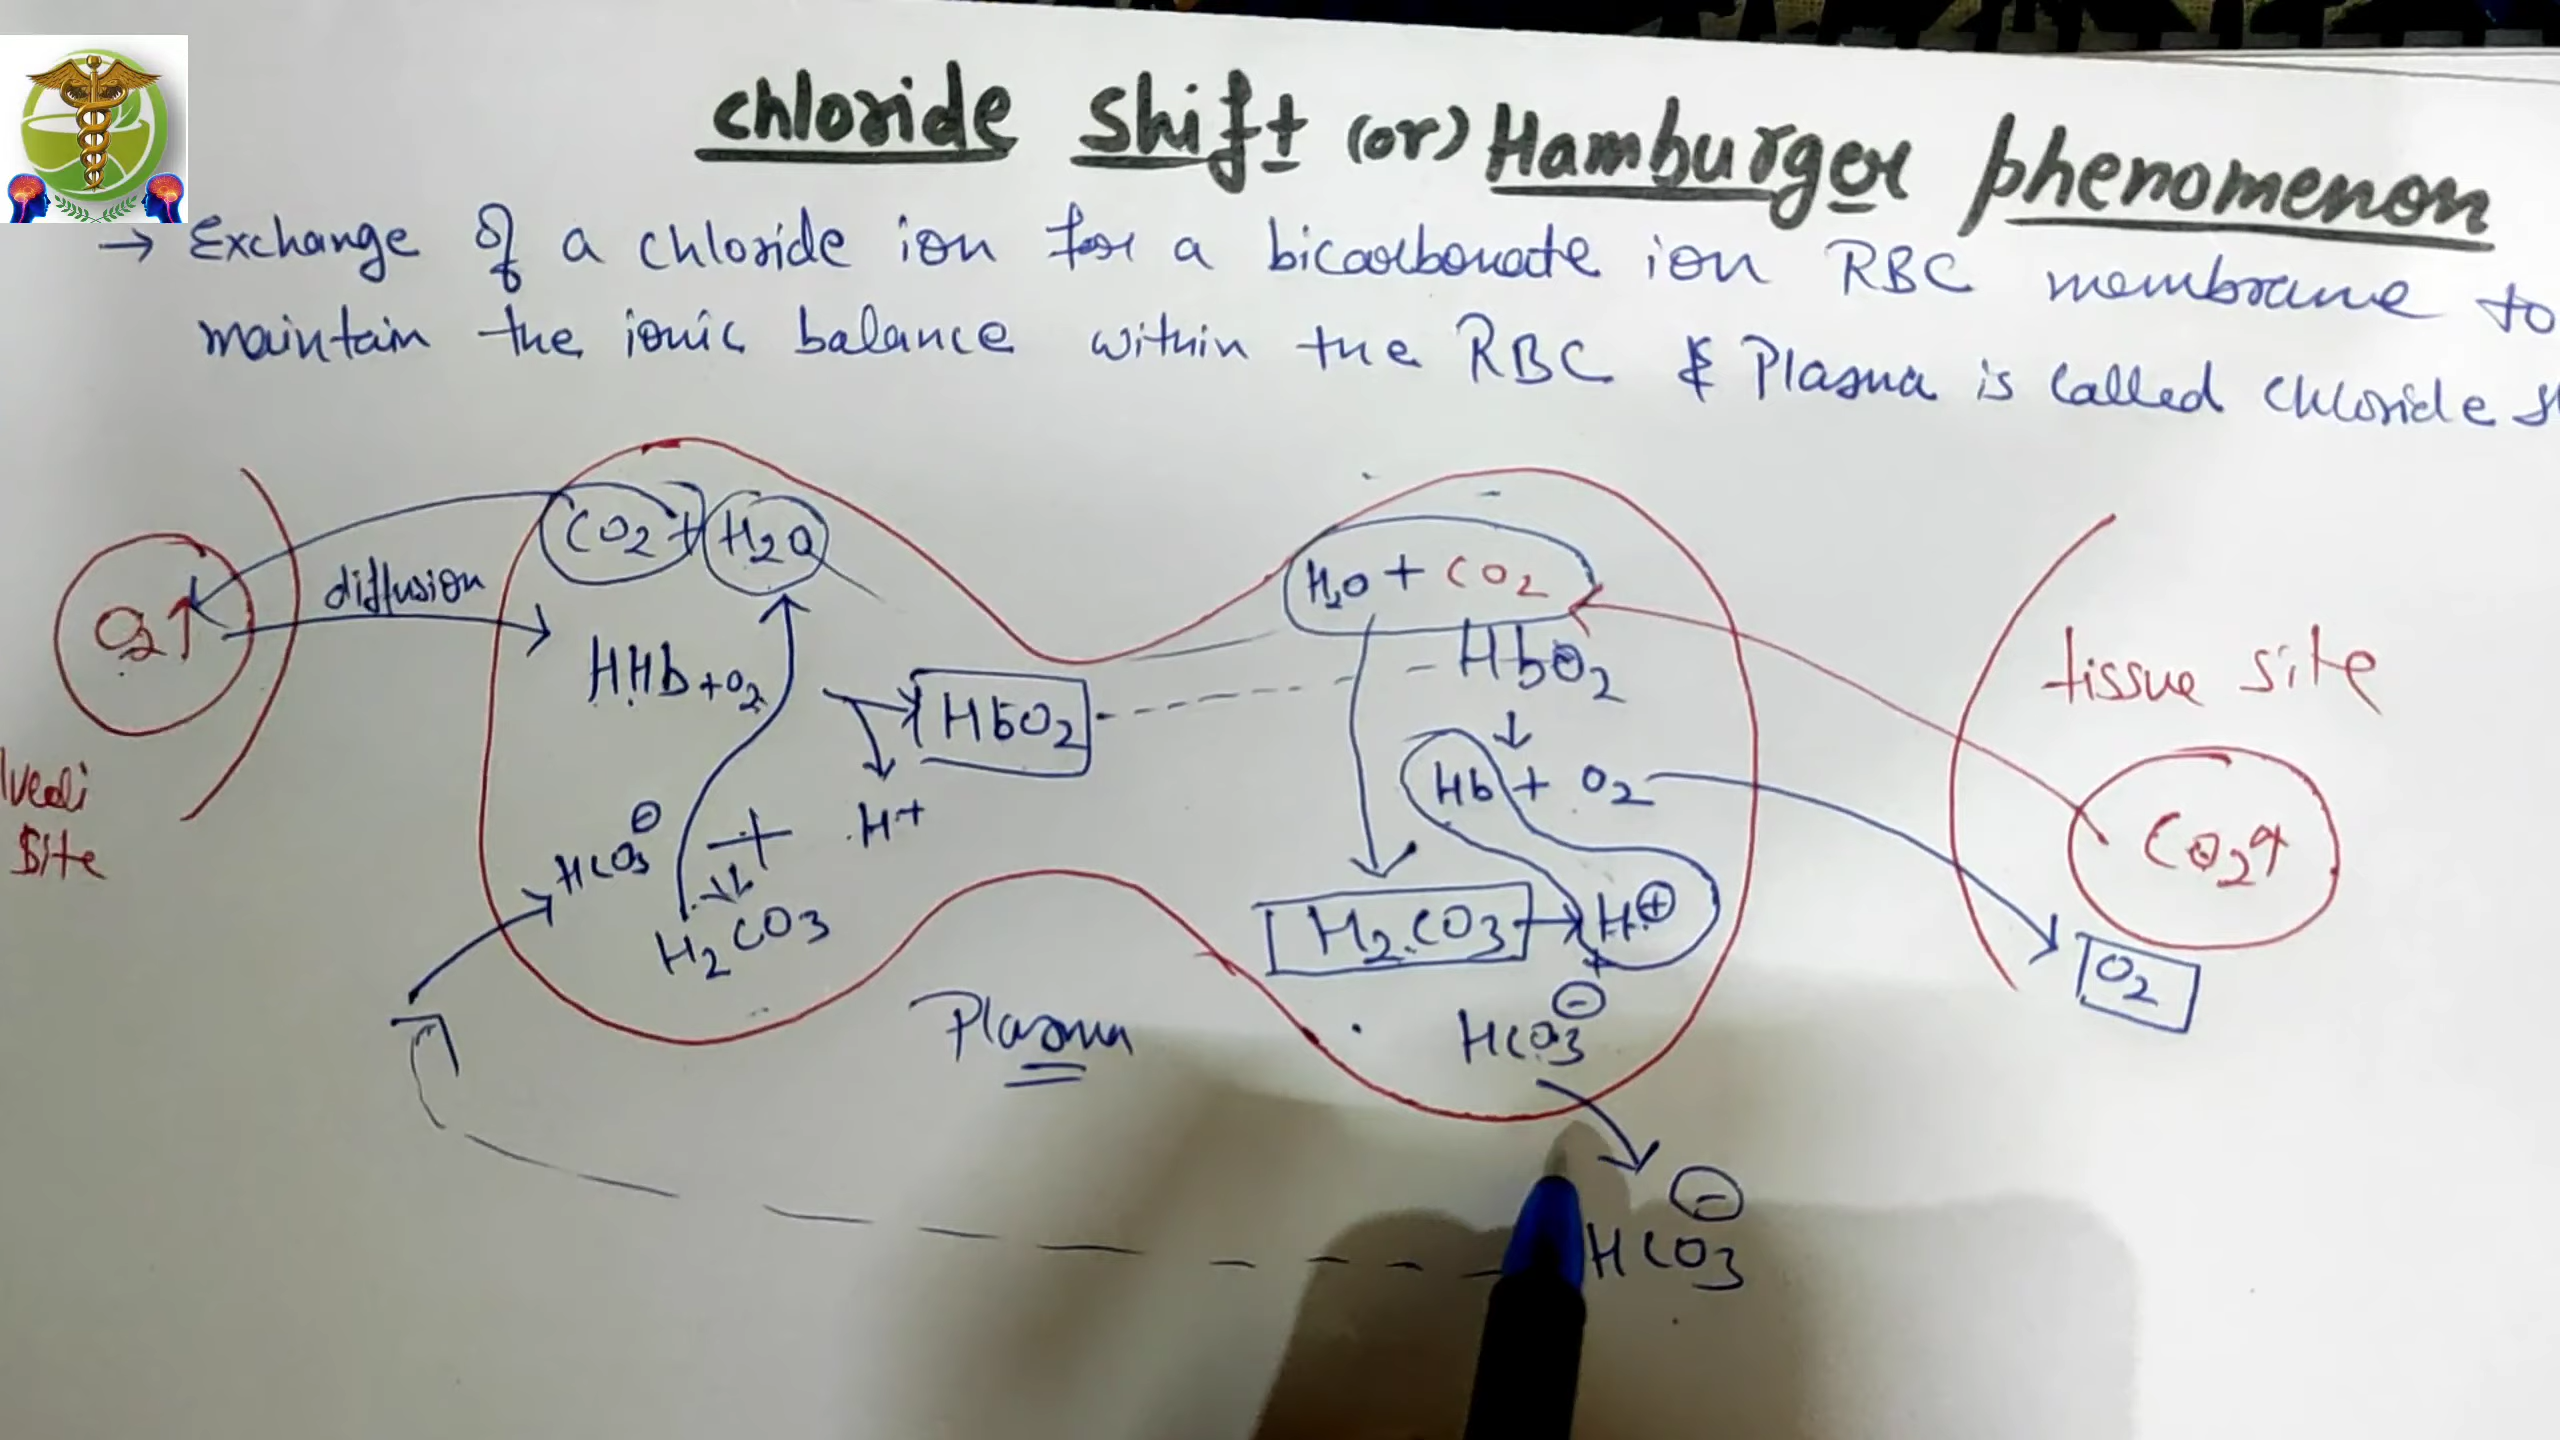 chloride shift (or) Hamburger phenomenon
→ Exchange of a chloride ion for a bicarbonate ion RBC membrane to
maintain the ionic balance within the RBC & Plasma is called chloride
O2↑
diffusion
CO2 + H2O
HHb + O2
HbO2
H+
HCO3 ⊖
+
H2CO3
lveoli
Site
Plasma
H2O + CO2
HbO2
↓
Hb + O2
H2CO3 → H⊕
+
HCO3 ⊖
HCO3 ⊖
tissue site
CO2↑
O2